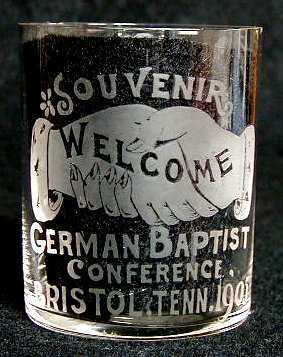 SOUVENIR
WELCOME
GERMAN BAPTIST
CONFERENCE.
BRISTOL, TENN.